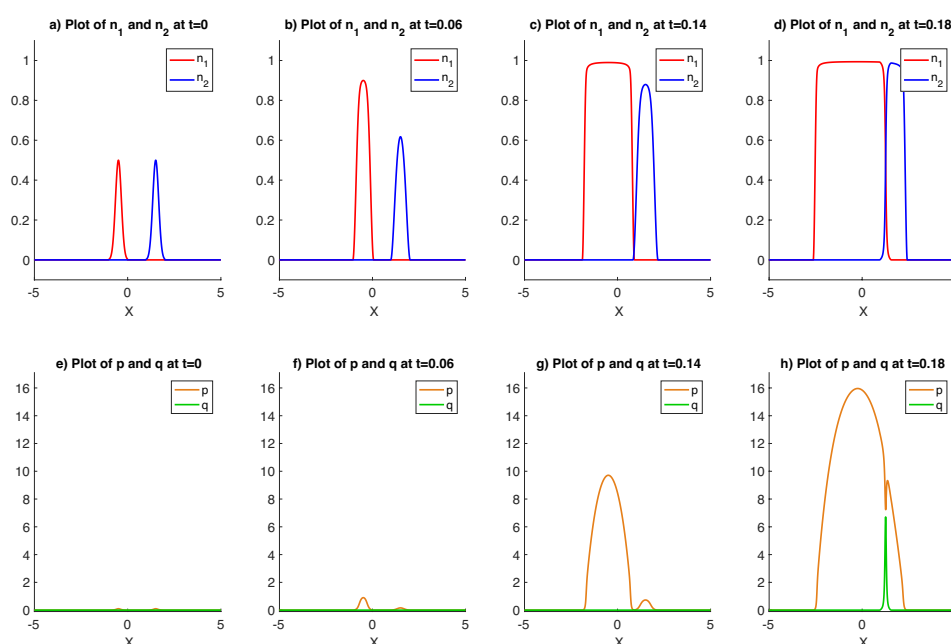 a) Plot of n1 and n2 at t=0
n1
n2
1
0.8
0.6
0.4
0.2
0
-5
0
5
X
b) Plot of n1 and n2 at t=0.06
n1
n2
1
0.8
0.6
0.4
0.2
0
-5
0
5
X
c) Plot of n1 and n2 at t=0.14
n1
n2
1
0.8
0.6
0.4
0.2
0
-5
0
5
X
d) Plot of n1 and n2 at t=0.18
n1
n2
1
0.8
0.6
0.4
0.2
0
-5
0
5
X
e) Plot of p and q at t=0
p
q
16
14
12
10
8
6
4
2
0
-5
0
5
X
f) Plot of p and q at t=0.06
p
q
16
14
12
10
8
6
4
2
0
-5
0
5
X
g) Plot of p and q at t=0.14
p
q
16
14
12
10
8
6
4
2
0
-5
0
5
X
h) Plot of p and q at t=0.18
p
q
16
14
12
10
8
6
4
2
0
-5
0
5
X